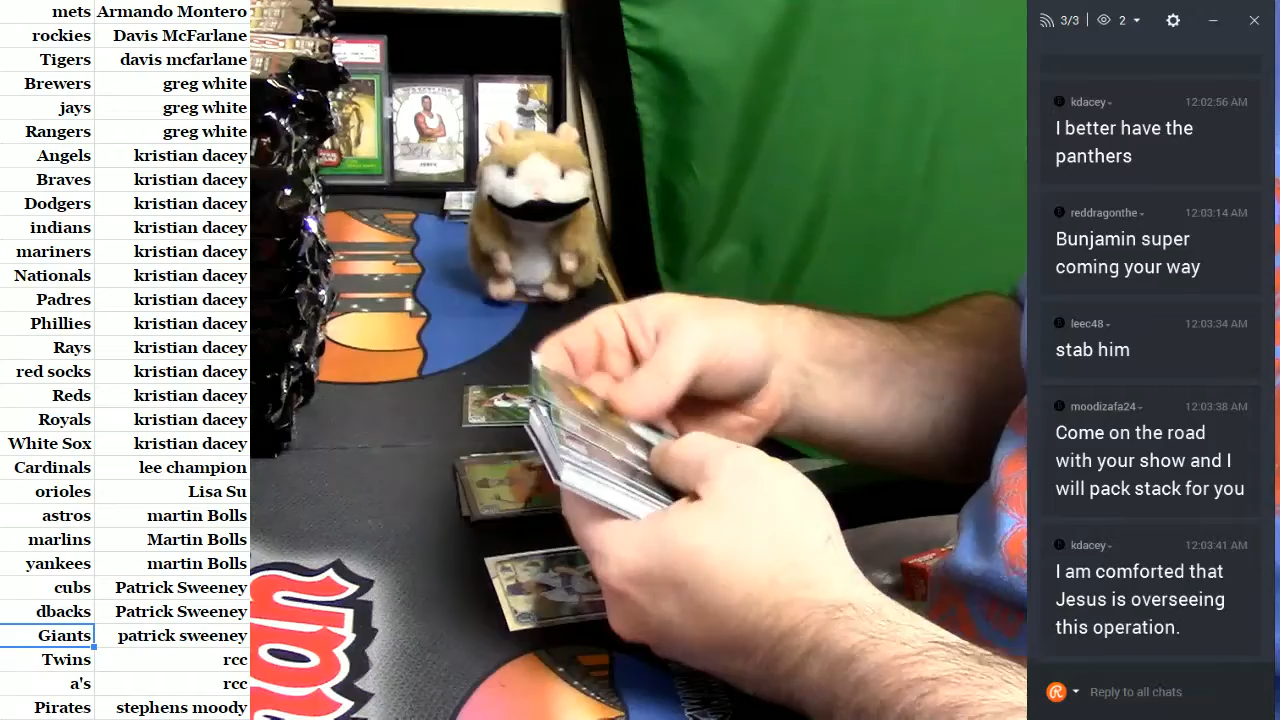 mets Armando Montero
rockies Davis McFarlane
Tigers davis mcfarlane
Brewers greg white
jays greg white
Rangers greg white
Angels kristian dacey
Braves kristian dacey
Dodgers kristian dacey
indians kristian dacey
mariners kristian dacey
Nationals kristian dacey
Padres kristian dacey
Phillies kristian dacey
Rays kristian dacey
red socks kristian dacey
Reds kristian dacey
Royals kristian dacey
White Sox kristian dacey
Cardinals lee champion
orioles Lisa Su
astros martin Bolls
marlins Martin Bolls
yankees martin Bolls
cubs Patrick Sweeney
dbacks Patrick Sweeney
Giants patrick sweeney
Twins rcc
a's rcc
Pirates stephens moody
3/3 2
kdacey 12:02:56 AM
I better have the
panthers
reddragonthe 12:03:14 AM
Bunjamin super
coming your way
leec48 12:03:34 AM
stab him
moodizafa24 12:03:38 AM
Come on the road
with your show and I
will pack stack for you
kdacey 12:03:41 AM
I am comforted that
Jesus is overseeing
this operation.
Reply to all chats